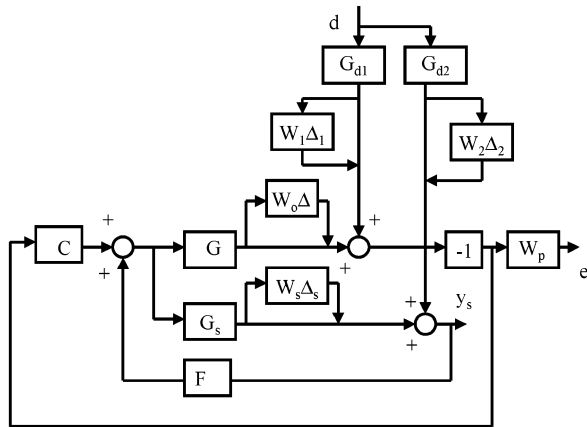 d
G_d1
G_d2
W_1Δ_1
W_2Δ_2
W_oΔ
+
+
C
+
G
+
-1
W_p
e
+
W_sΔ_s
+
y_s
G_s
+
F